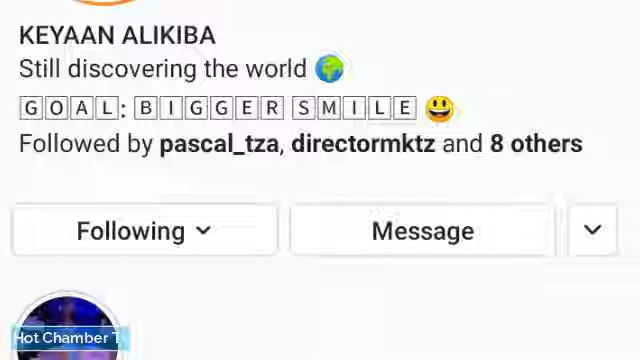 KEYAAN ALIKIBA
Still discovering the world 🌍
🄶🄾🄰🄻: 🄱🄸🄶🄶🄴🅁 🅂🄼🄸🄻🄴 😃
Followed by pascal_tza, directormktz and 8 others
Following
Message
Hot Chamber